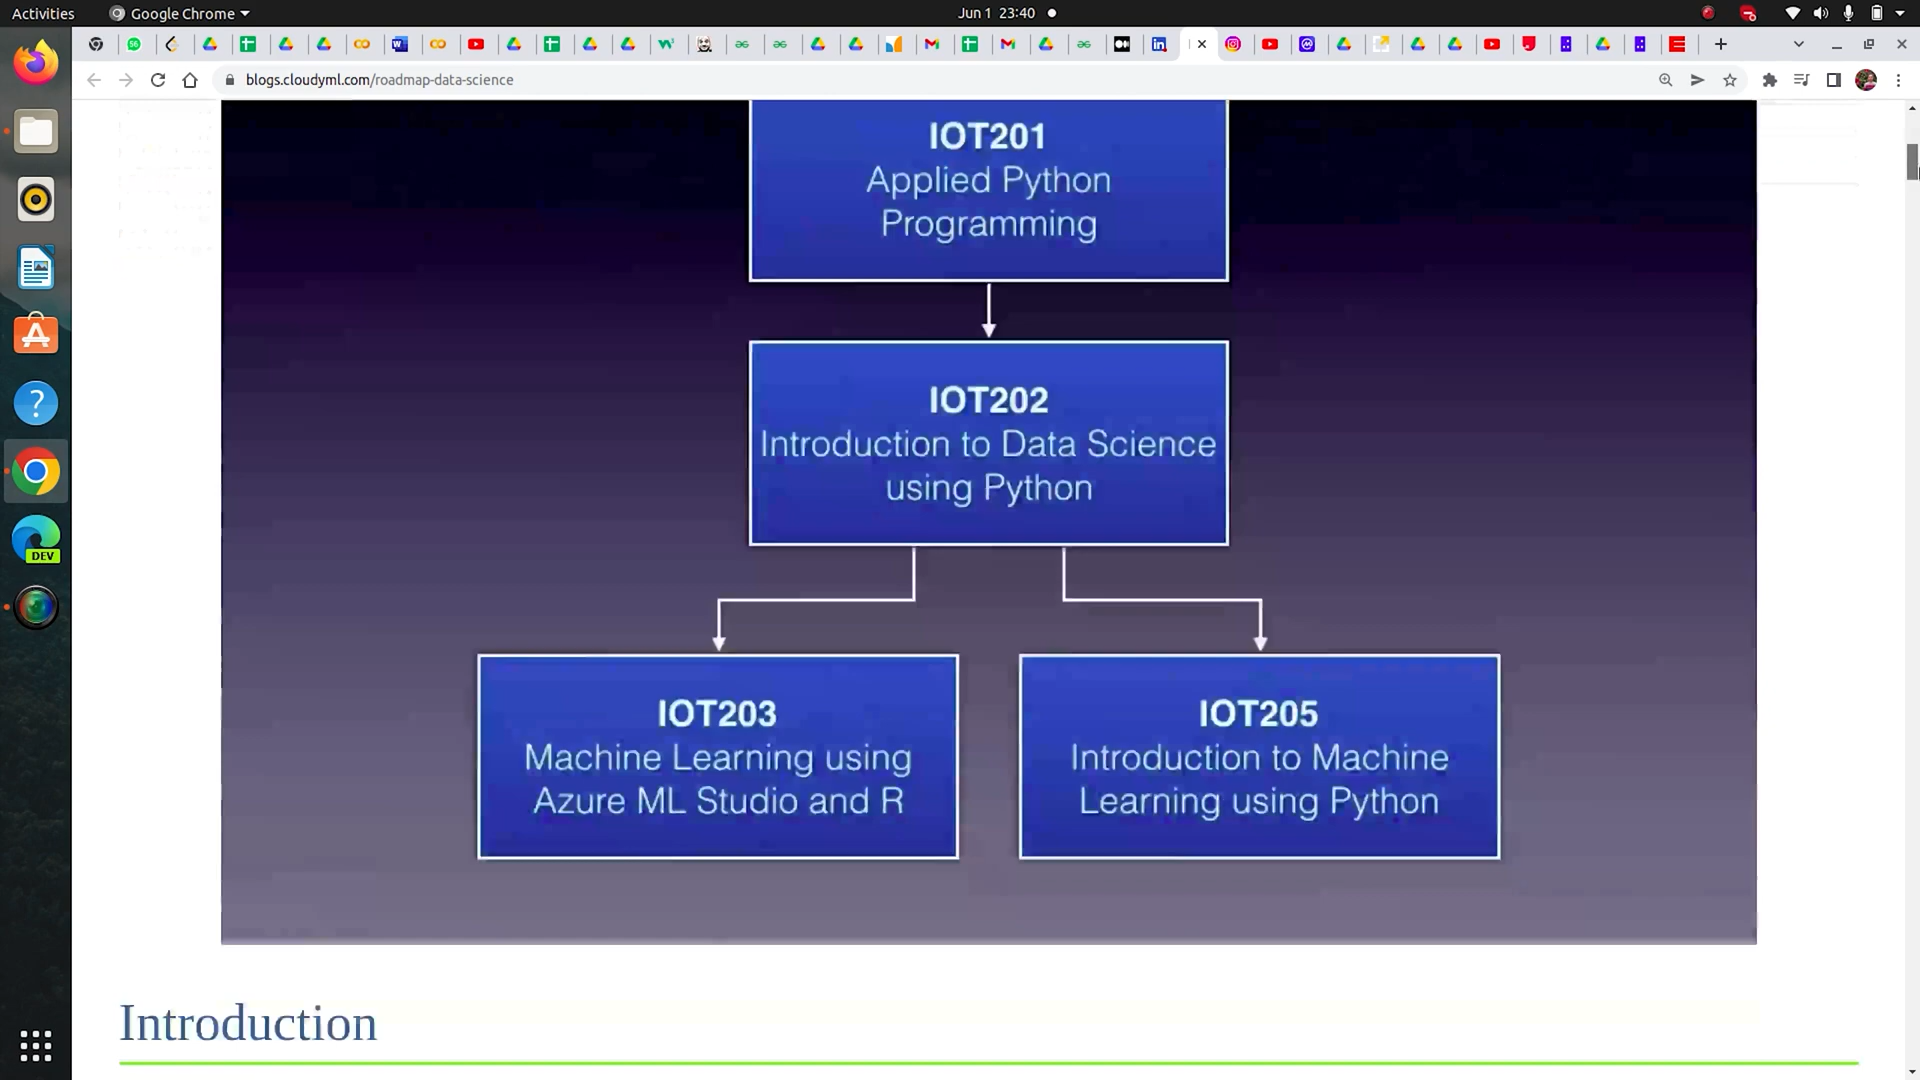 Activities
Google Chrome
Jun 1 23:40
blogs.cloudyml.com/roadmap-data-science
IOT201
Applied Python
Programming
IOT202
Introduction to Data Science
using Python
IOT203
Machine Learning using
Azure ML Studio and R
IOT205
Introduction to Machine
Learning using Python
DEV
Introduction